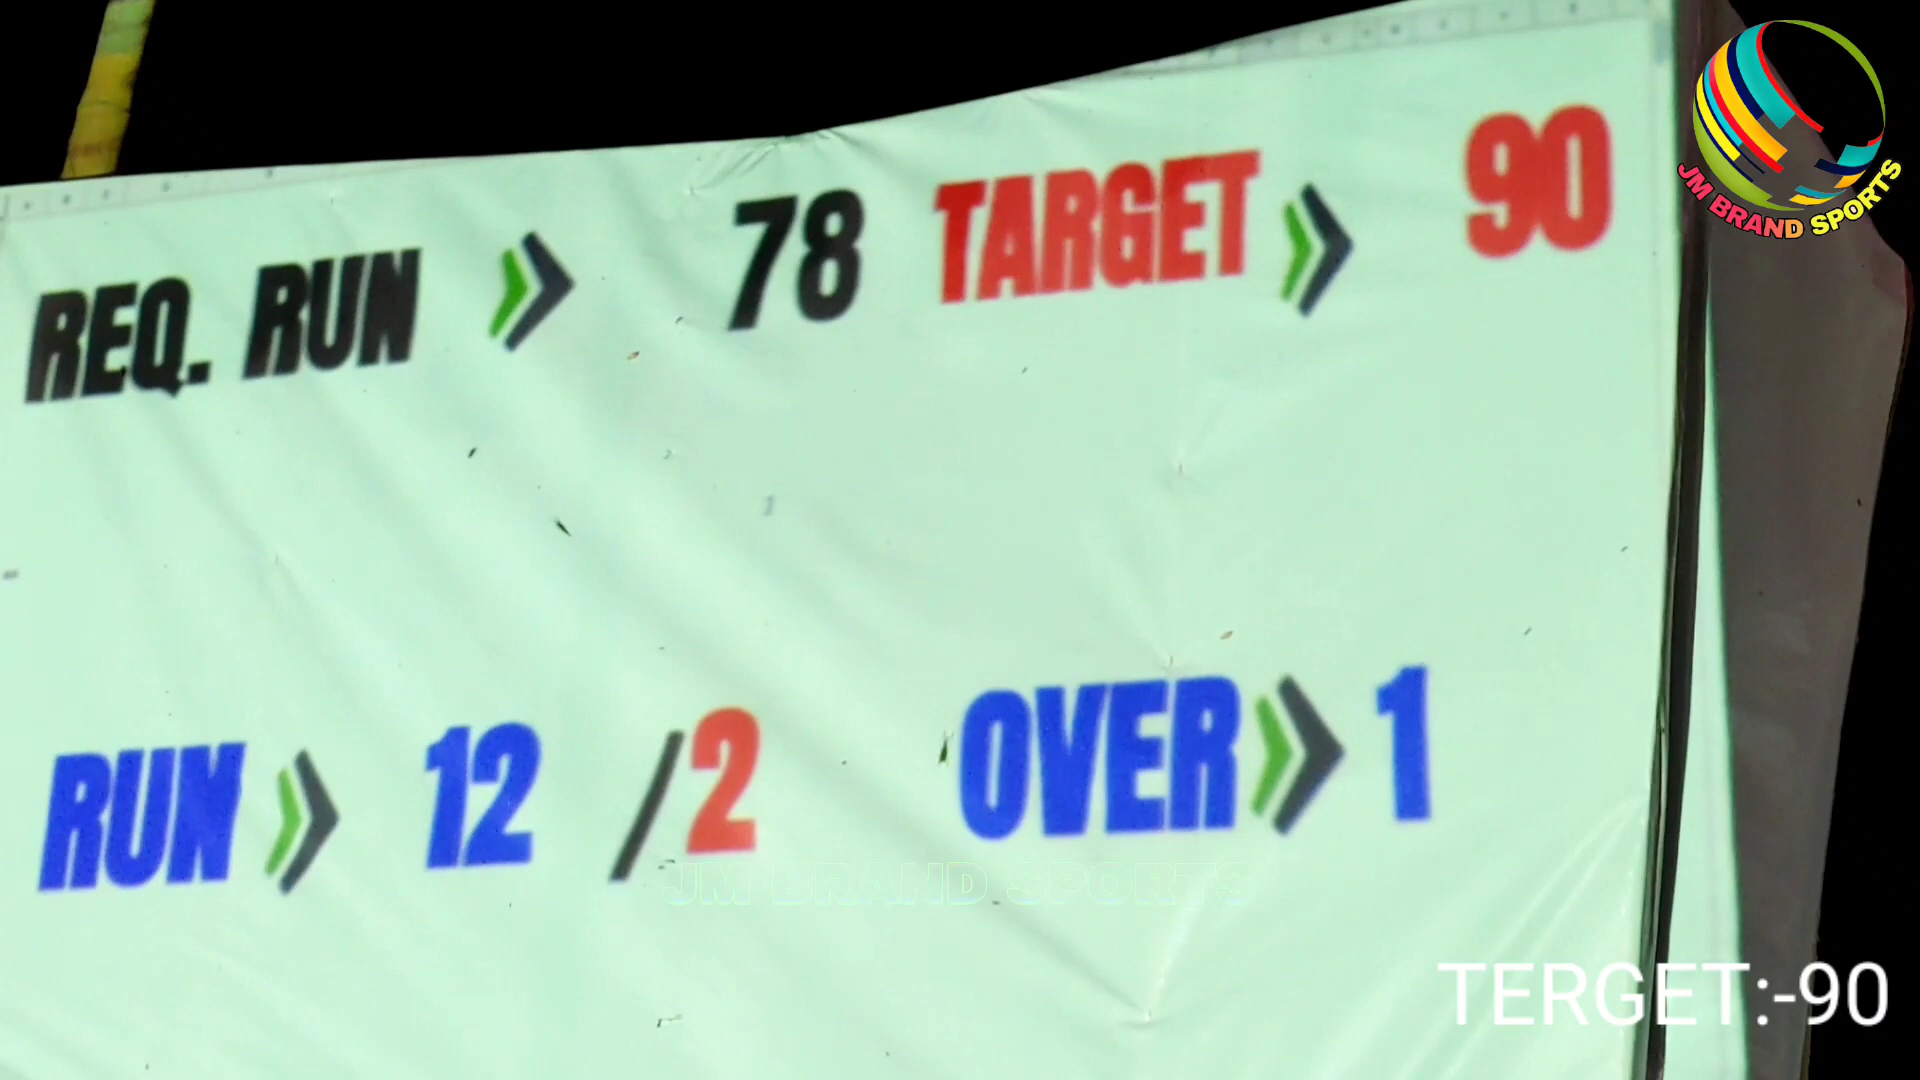 REQ. RUN 78 TARGET 90
RUN 12 /2 OVER 1
JM BRAND SPORTS
JM BRAND SPORTS
TERGET:-90